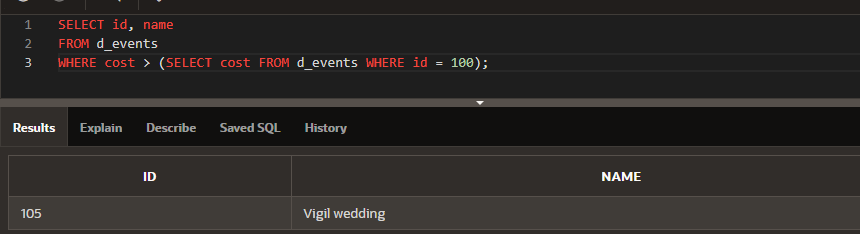 1 SELECT id, name
2 FROM d_events
3 WHERE cost > (SELECT cost FROM d_events WHERE id = 100);
Results Explain Describe Saved SQL History
ID NAME
105 Vigil wedding